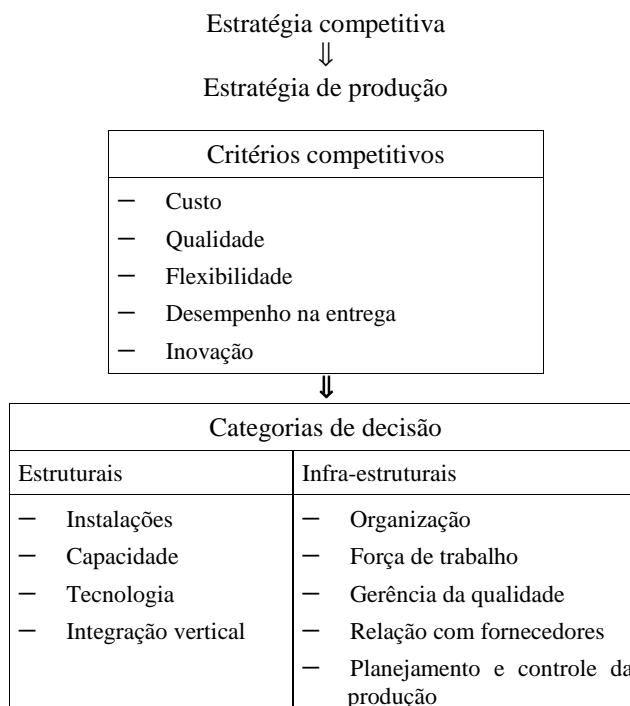 Estratégia competitiva
⇓
Estratégia de produção
Critérios competitivos
– Custo
– Qualidade
– Flexibilidade
– Desempenho na entrega
– Inovação
⇓
Categorias de decisão
Estruturais
– Instalações
– Capacidade
– Tecnologia
– Integração vertical
Infra-estruturais
– Organização
– Força de trabalho
– Gerência da qualidade
– Relação com fornecedores
– Planejamento e controle da
produção